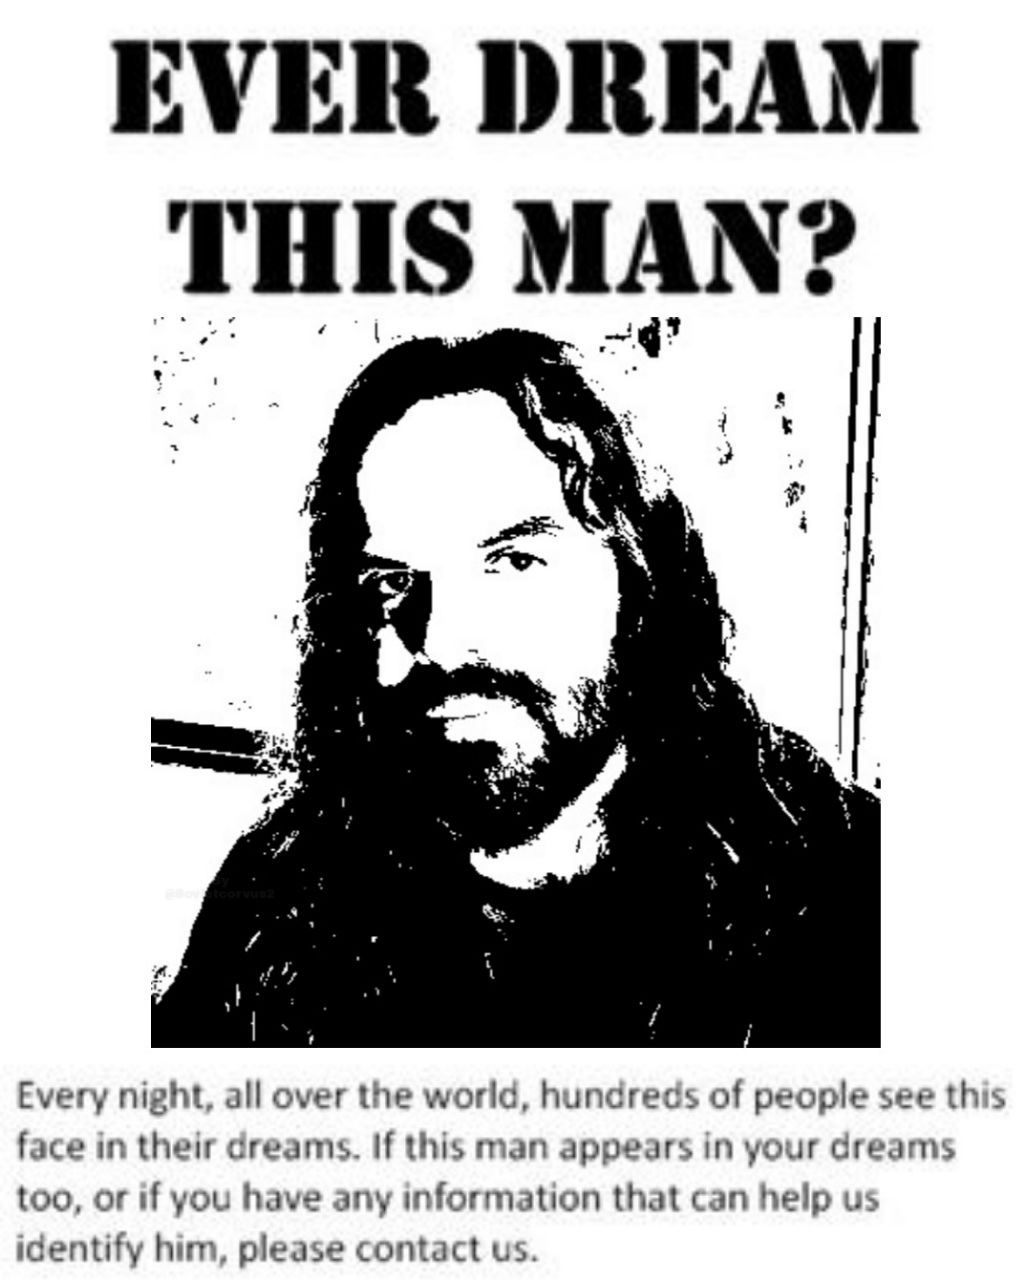 EVER DREAM
THIS MAN?
Every night, all over the world, hundreds of people see this
face in their dreams. If this man appears in your dreams
too, or if you have any information that can help us
identify him, please contact us.